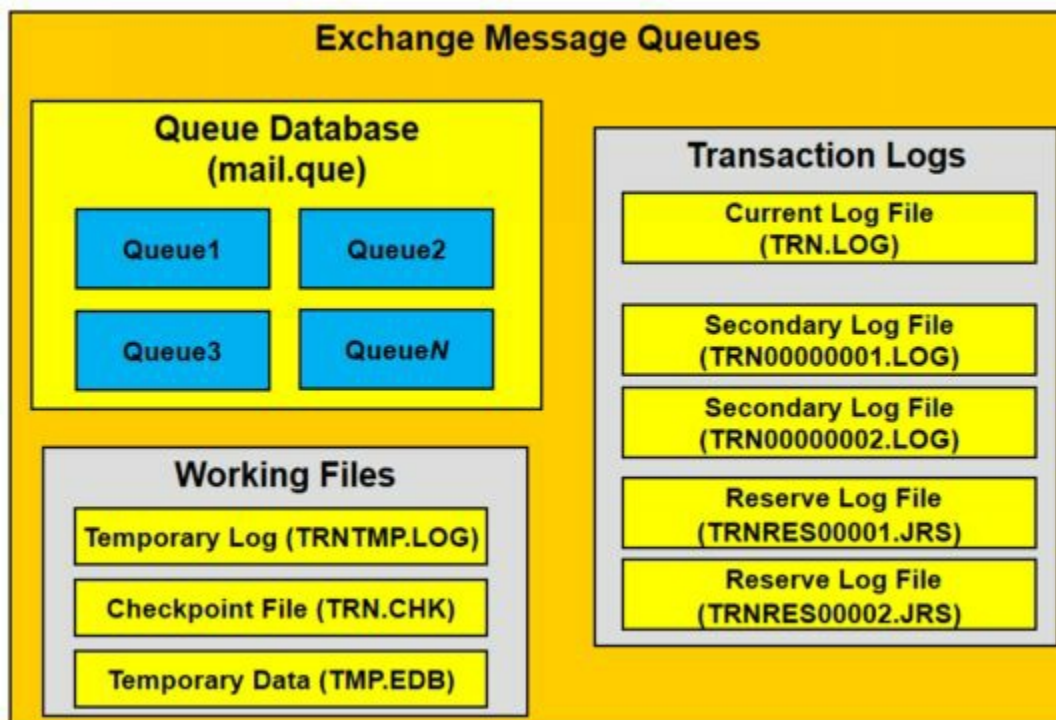 Exchange Message Queues
Queue Database
(mail.que)
Queue1
Queue2
Queue3
QueueN
Working Files
Temporary Log (TRNTMP.LOG)
Checkpoint File (TRN.CHK)
Temporary Data (TMP.EDB)
Transaction Logs
Current Log File
(TRN.LOG)
Secondary Log File
(TRN00000001.LOG)
Secondary Log File
(TRN00000002.LOG)
Reserve Log File
(TRNRES00001.JRS)
Reserve Log File
(TRNRES00002.JRS)